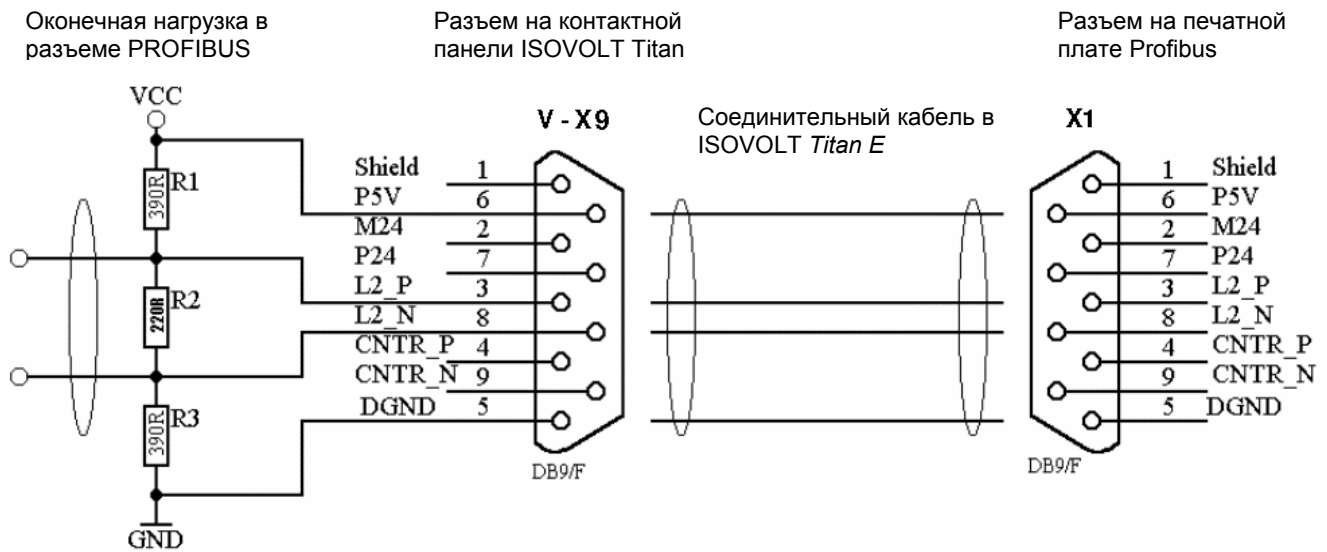 Оконечная нагрузка в
разъеме PROFIBUS
Разъем на контактной
панели ISOVOLT Titan
Разъем на печатной
плате Profibus
Соединительный кабель в
ISOVOLT Titan E
VCC
390R R1
220R R2
390R R3
GND
V - X9
Shield 1
P5V 6
M24 2
P24 7
L2_P 3
L2_N 8
CNTR_P 4
CNTR_N 9
DGND 5
DB9/F
X1
1 Shield
6 P5V
2 M24
7 P24
3 L2_P
8 L2_N
4 CNTR_P
9 CNTR_N
5 DGND
DB9/F